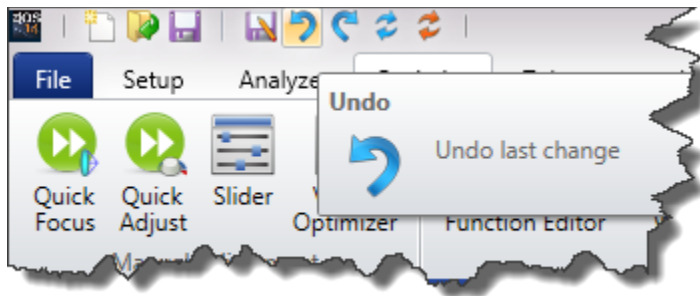 File Setup Analyze
Undo
Undo last change
Quick Focus
Quick Adjust
Slider
Optimizer
Function Editor